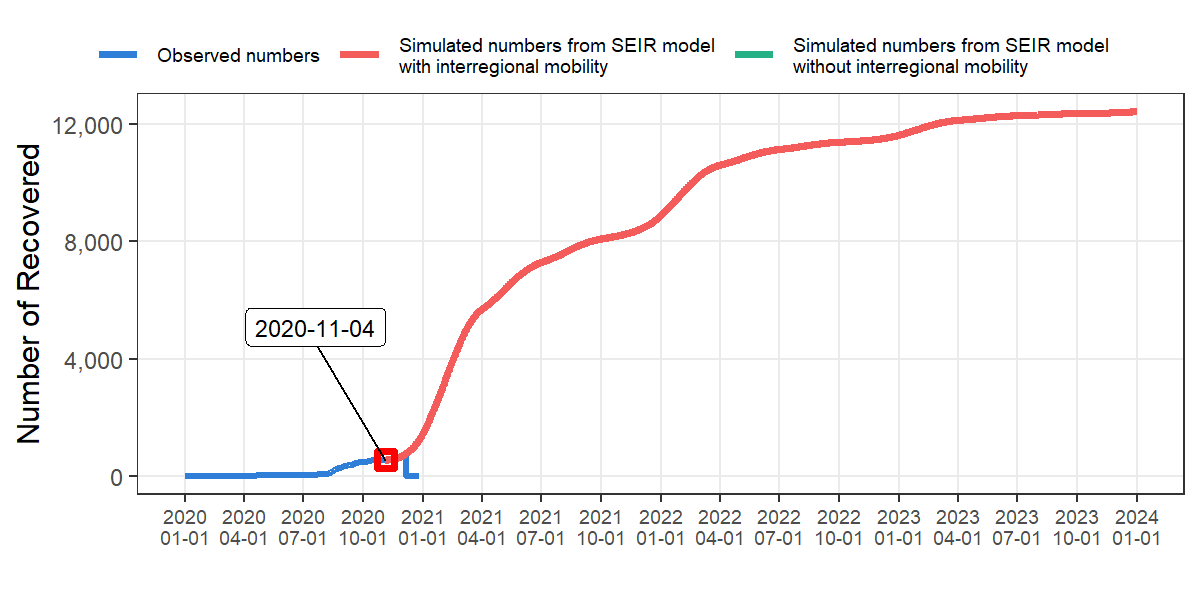 Observed numbers
Simulated numbers from SEIR model
with interregional mobility
Simulated numbers from SEIR model
without interregional mobility
Number of Recovered
12,000
8,000
4,000
0
2020-11-04
2020 2020 2020 2020 2021 2021 2021 2021 2022 2022 2022 2022 2023 2023 2023 2023 2024
01-01 04-01 07-01 10-01 01-01 04-01 07-01 10-01 01-01 04-01 07-01 10-01 01-01 04-01 07-01 10-01 01-01